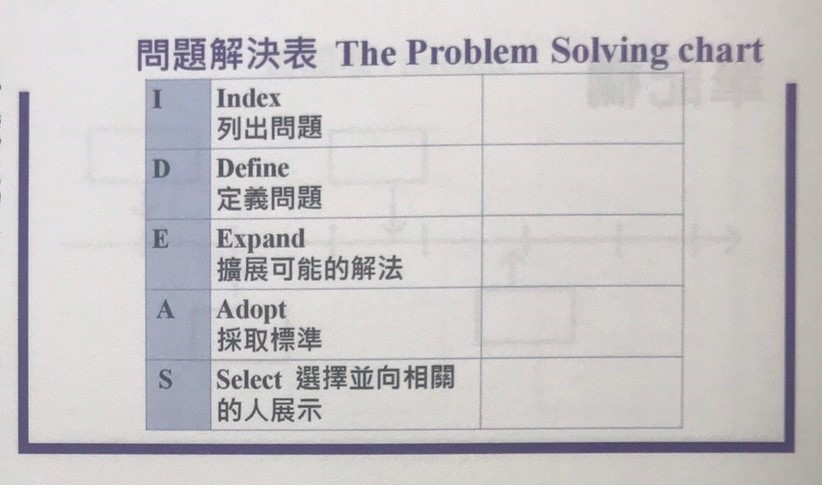 問題解決表 The Problem Solving chart
I Index
列出問題
D Define
定義問題
E Expand
擴展可能的解法
A Adopt
採取標準
S Select 選擇並向相關
的人展示